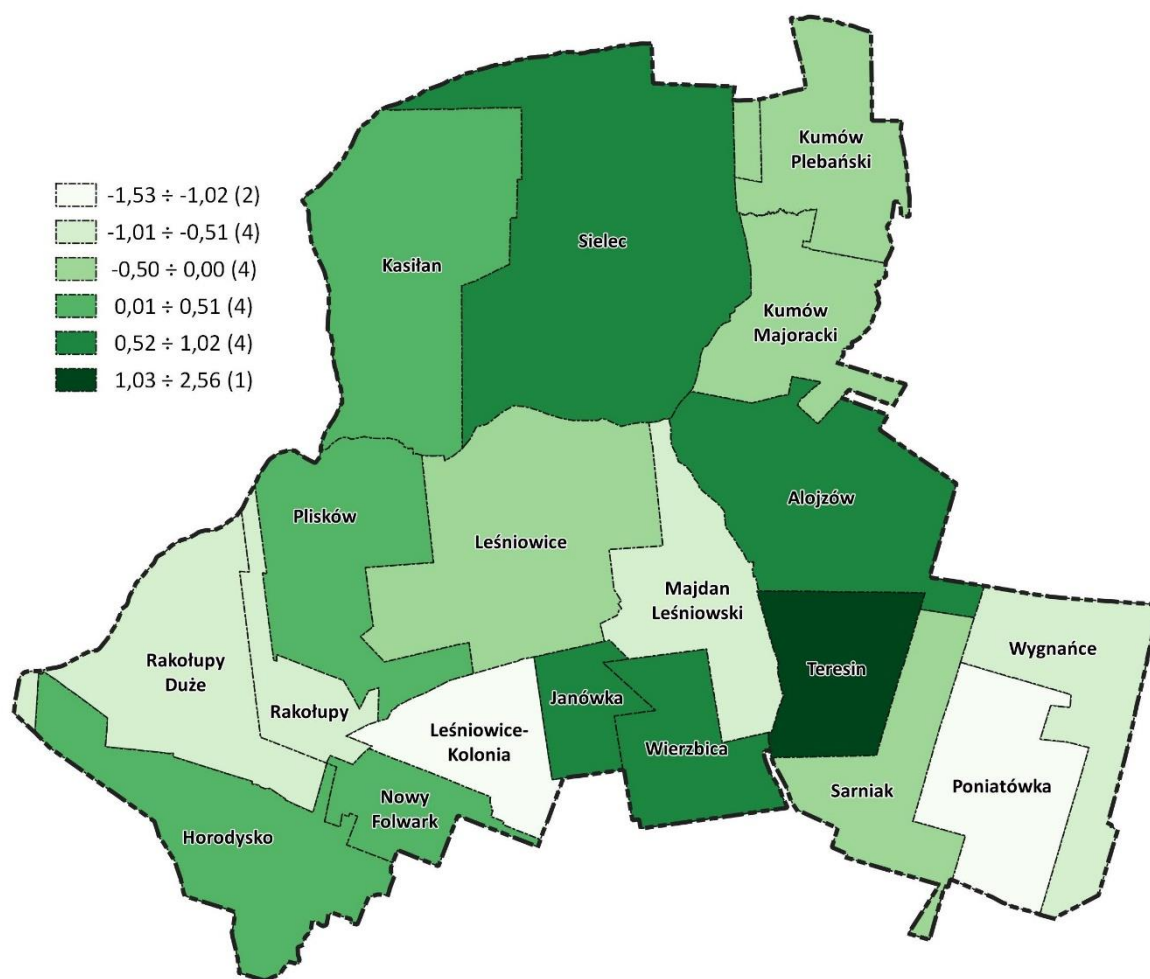 Kumów
Plebański
-1,53 ÷ -1,02 (2)
-1,01 ÷ -0,51 (4)
-0,50 ÷ 0,00 (4)
0,01 ÷ 0,51 (4)
0,52 ÷ 1,02 (4)
1,03 ÷ 2,56 (1)
Sielec
Kasiłan
Kumów
Majoracki
Alojzów
Plisków
Leśniowice
Majdan
Leśniowski
Wygnańce
Rakołupy
Duże
Teresin
Rakołupy
Janówka
Leśniowice-
Kolonia
Wierzbica
Sarniak
Poniatówka
Nowy
Folwark
Horodysko